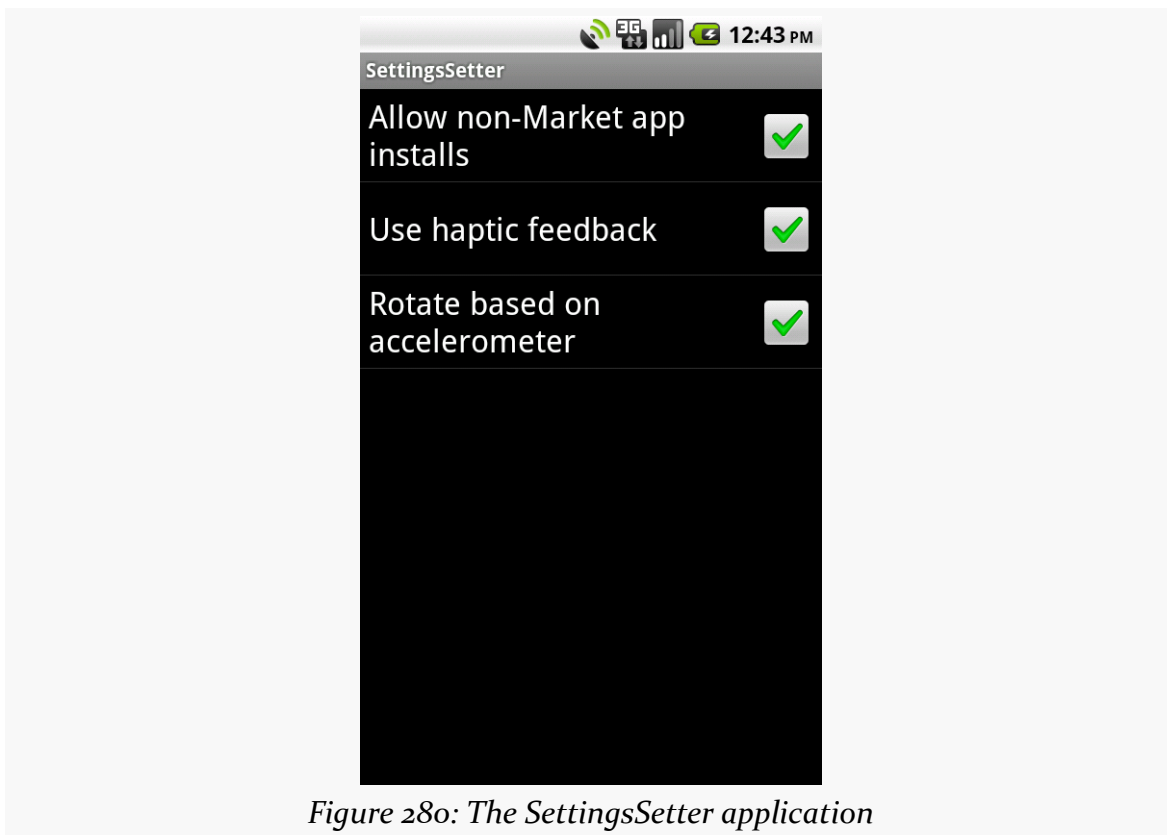 3G
12:43 PM
SettingsSetter
Allow non-Market app
installs
Use haptic feedback
Rotate based on
accelerometer
Figure 280: The SettingsSetter application